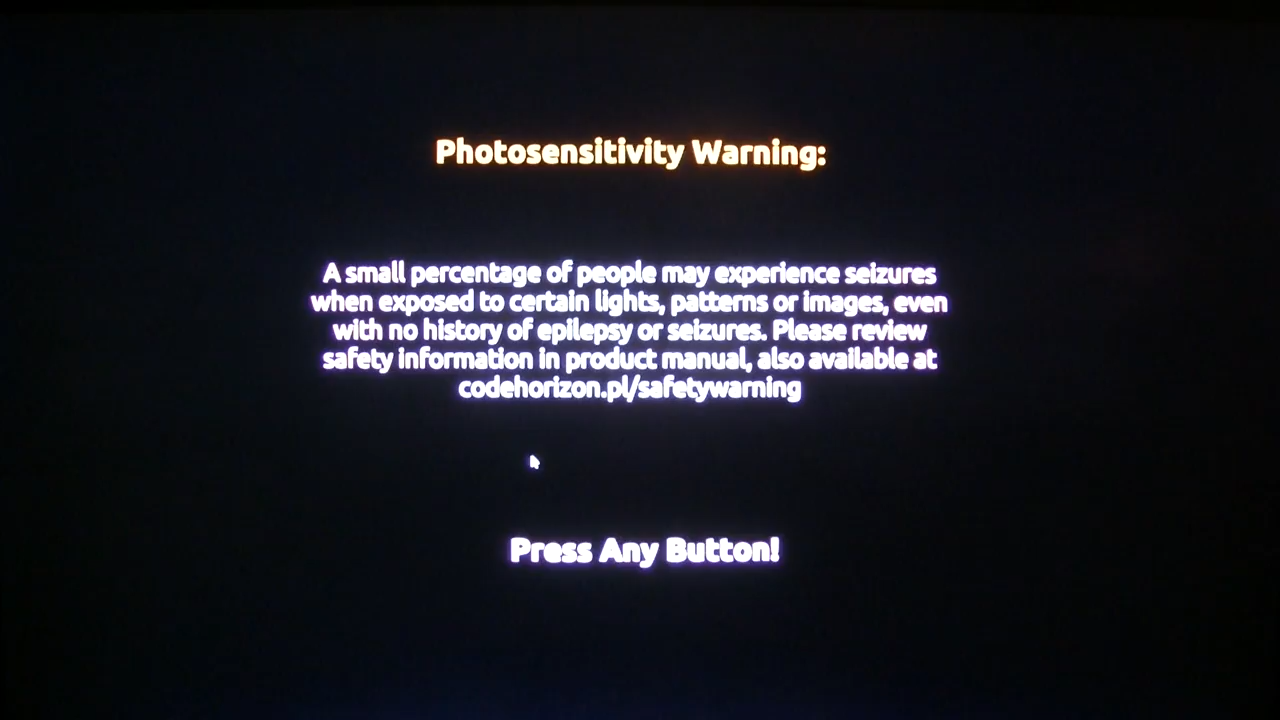 Photosensitivity Warning:
A small percentage of people may experience seizures
when exposed to certain lights, patterns or images, even
with no history of epilepsy or seizures. Please review
safety information in product manual, also available at
codehorizon.pl/safetywarning
Press Any Button!